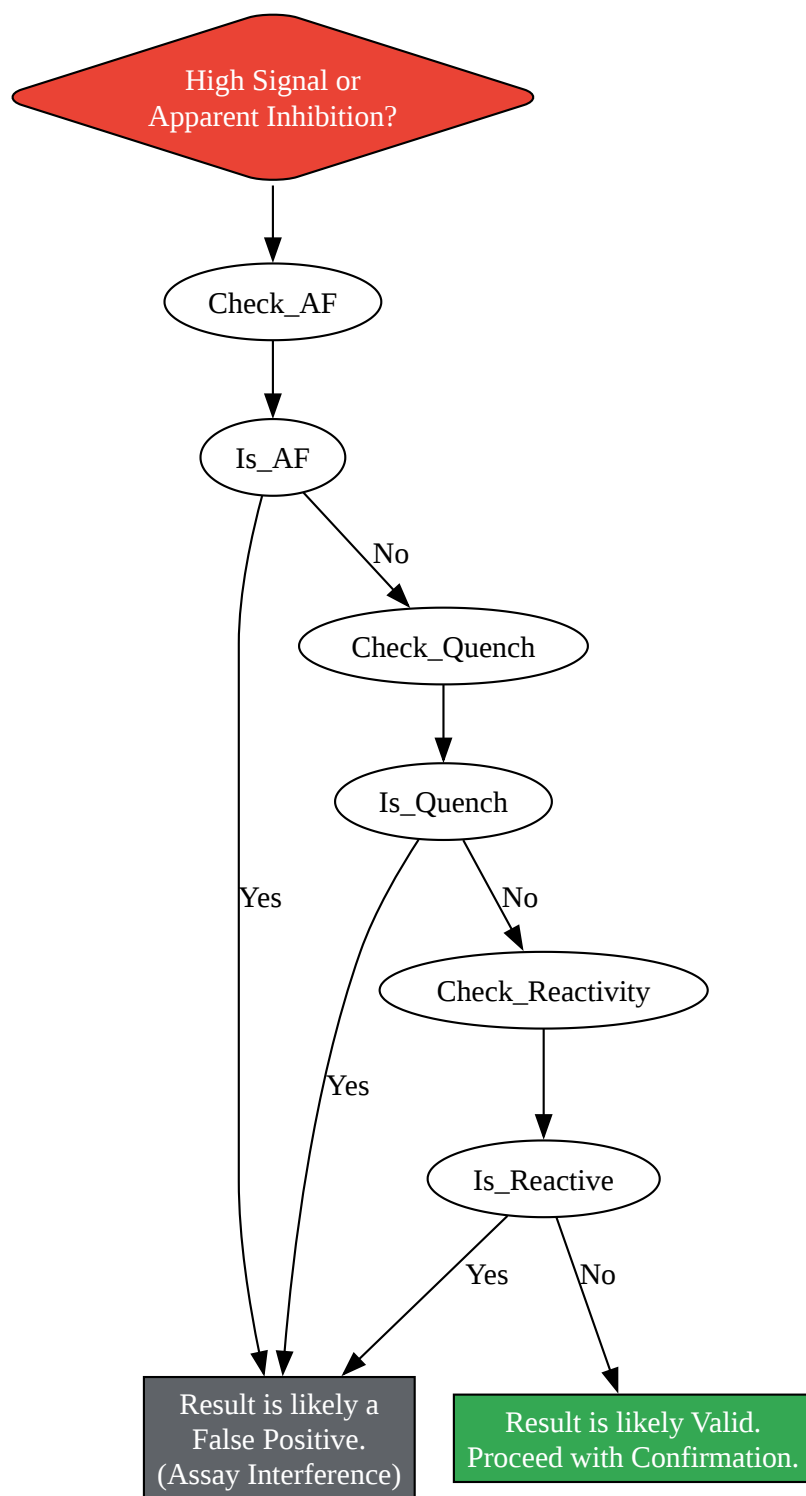 High Signal or
Apparent Inhibition?
Check_AF
Is_AF
No
Check_Quench
Is_Quench
Yes
No
Check_Reactivity
Yes
Is_Reactive
Yes
No
Result is likely a
False Positive.
(Assay Interference)
Result is likely Valid.
Proceed with Confirmation.